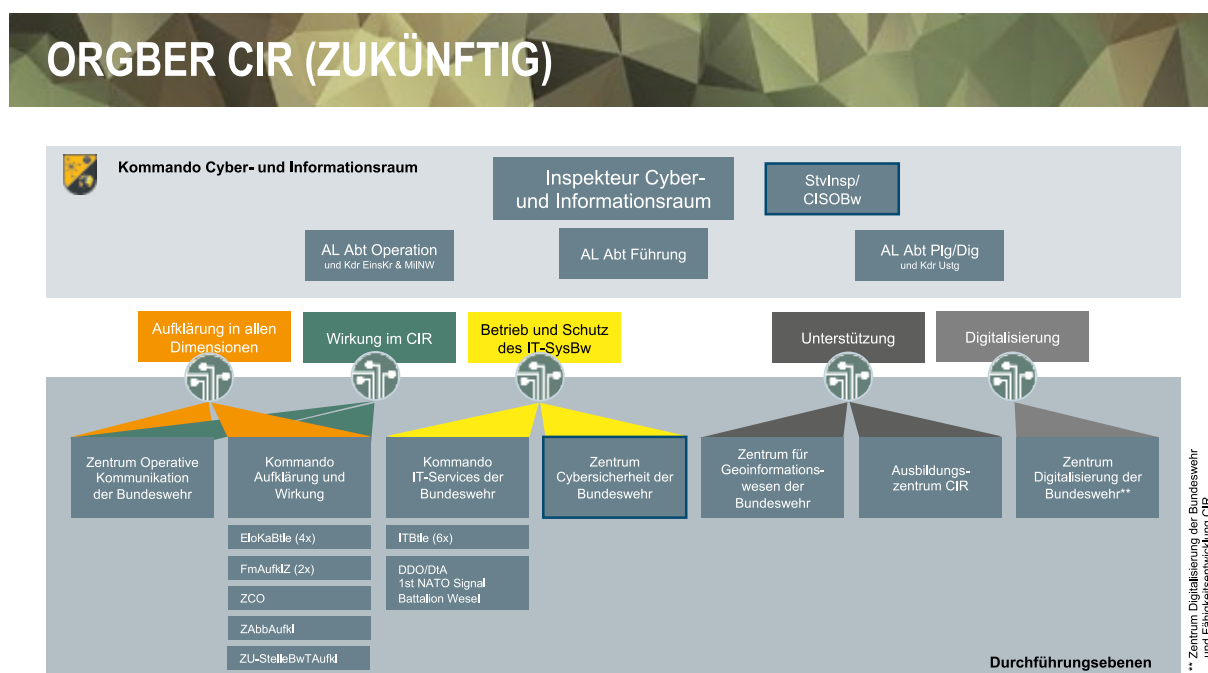 ORGBER CIR (ZUKÜNFTIG)
Kommando Cyber- und Informationsraum
Inspekteur Cyber-
und Informationsraum
StvInsp/
CISOBw
AL Abt Operation
und Kdr EinsKr & MilNW
AL Abt Führung
AL Abt Plg/Dig
und Kdr Ustg
Aufklärung in allen
Dimensionen
Wirkung im CIR
Betrieb und Schutz
des IT-SysBw
Unterstützung
Digitalisierung
Zentrum Operative
Kommunikation
der Bundeswehr
Kommando
Aufklärung und
Wirkung
Kommando
IT-Services der
Bundeswehr
Zentrum
Cybersicherheit der
Bundeswehr
Zentrum für
Geoinformations-
wesen der
Bundeswehr
Ausbildungs-
zentrum CIR
Zentrum
Digitalisierung der
Bundeswehr**
EloKaBtle (4x)
FmAufklZ (2x)
ZCO
ZAbbAufkl
ZU-StelleBwTAufkl
ITBtle (6x)
DDO/DtA
1st NATO Signal
Battalion Wesel
Durchführungsebenen
** Zentrum Digitalisierung der Bundeswehr
und Fähigkeitsentwicklung CIR